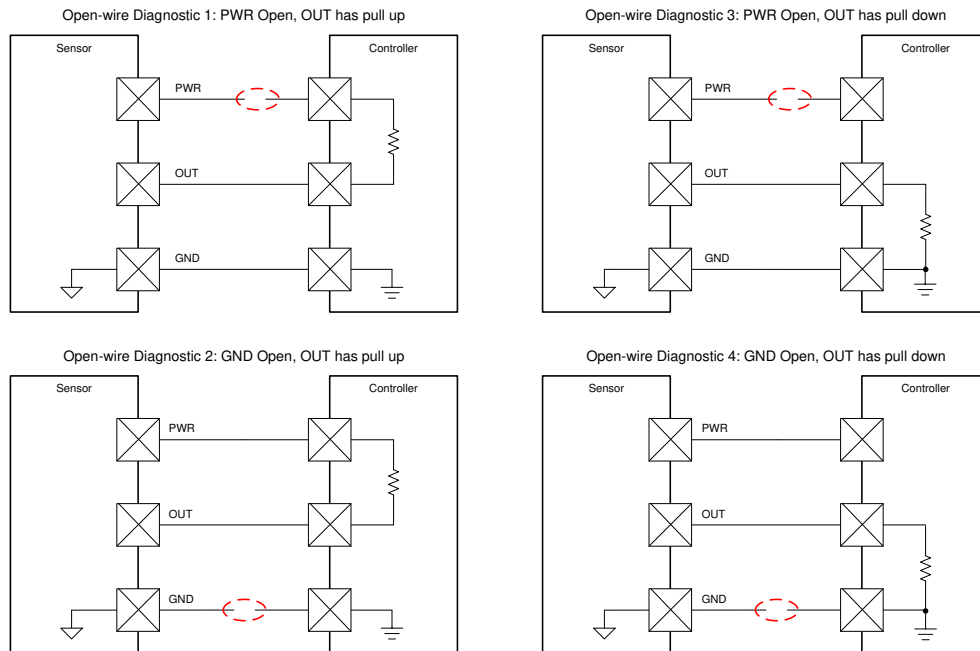 Open-wire Diagnostic 1: PWR Open, OUT has pull up
Sensor
Controller
PWR
OUT
GND
Open-wire Diagnostic 3: PWR Open, OUT has pull down
Sensor
Controller
PWR
OUT
GND
Open-wire Diagnostic 2: GND Open, OUT has pull up
Sensor
Controller
PWR
OUT
GND
Open-wire Diagnostic 4: GND Open, OUT has pull down
Sensor
Controller
PWR
OUT
GND